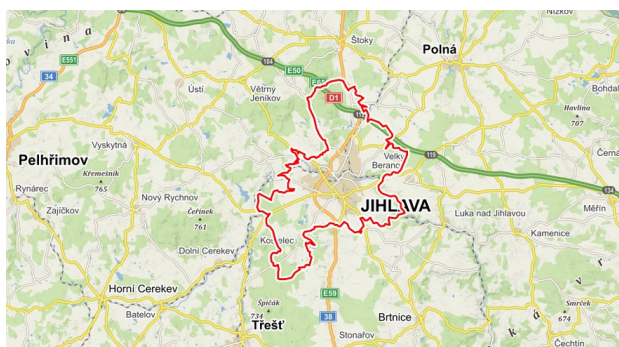 NÍZKOV
Štoky
Polná
E551
34
104
E50
Větrný
Jeníkov
Ústí
D1
Bohdal
Havlina
707
Vyskytná
Velký
Beranov
119
Černá
Pelhřimov
Křemešník
765
134
Rynárec
Nový Rychnov
Zajíčkov
Čeřínek
761
JIHLAVA
Luka nad Jihlavou
Měřín
Kamenice
Dolní Cerekev
Kostelec
Horní Cerekev
E59
Špičák
734
38
Batelov
Třešť
Brtnice
Smrček
674
Stonařov
Čechtín